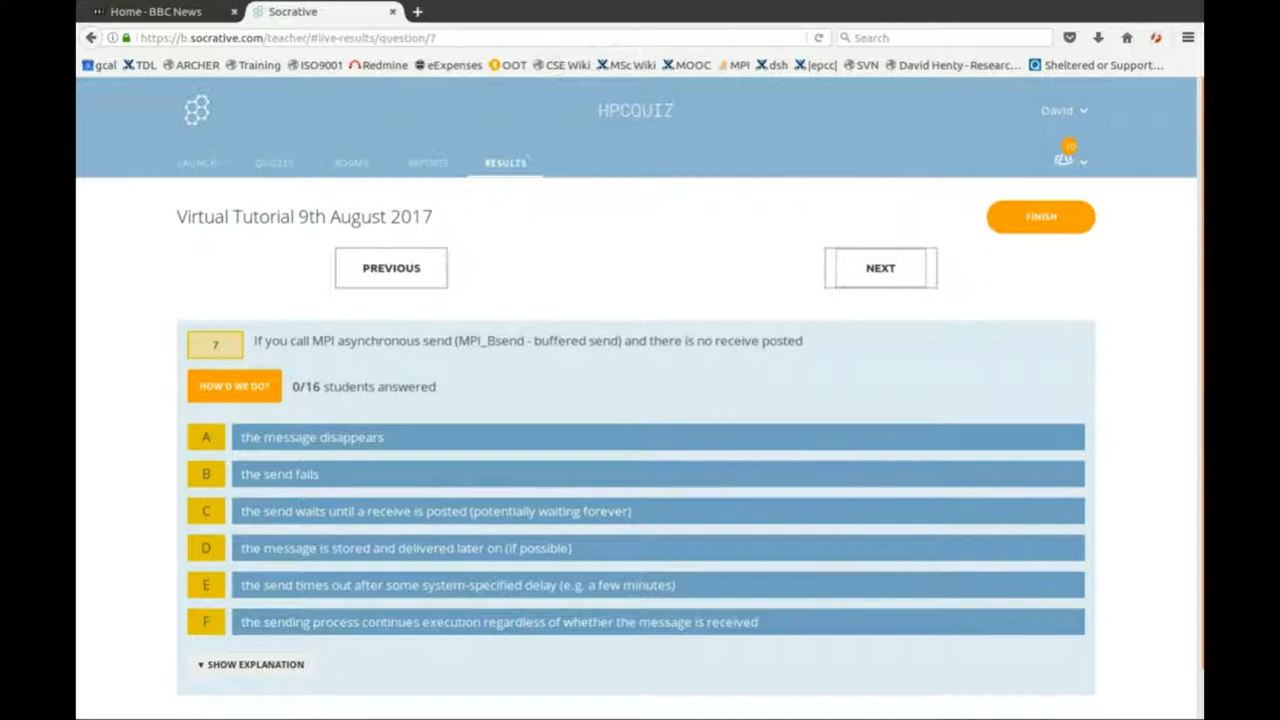 Home - BBC News
Socrative
https://b.socrative.com/teacher/#live-results/question/7
Search
gcal TDL ARCHER Training ISO9001 Redmine eExpenses OOT CSE Wiki MSc Wiki MOOC MPI dsh |epcc| SVN David Henty - Researc... Sheltered or Support...
HPCQUIZ
David
10
LAUNCH QUIZZES ROOMS REPORTS RESULTS
Virtual Tutorial 9th August 2017
FINISH
PREVIOUS
NEXT
7 If you call MPI asynchronous send (MPI_Bsend - buffered send) and there is no receive posted
HOW'D WE DO? 0/16 students answered
A the message disappears
B the send fails
C the send waits until a receive is posted (potentially waiting forever)
D the message is stored and delivered later on (if possible)
E the send times out after some system-specified delay (e.g. a few minutes)
F the sending process continues execution regardless of whether the message is received
▼ SHOW EXPLANATION